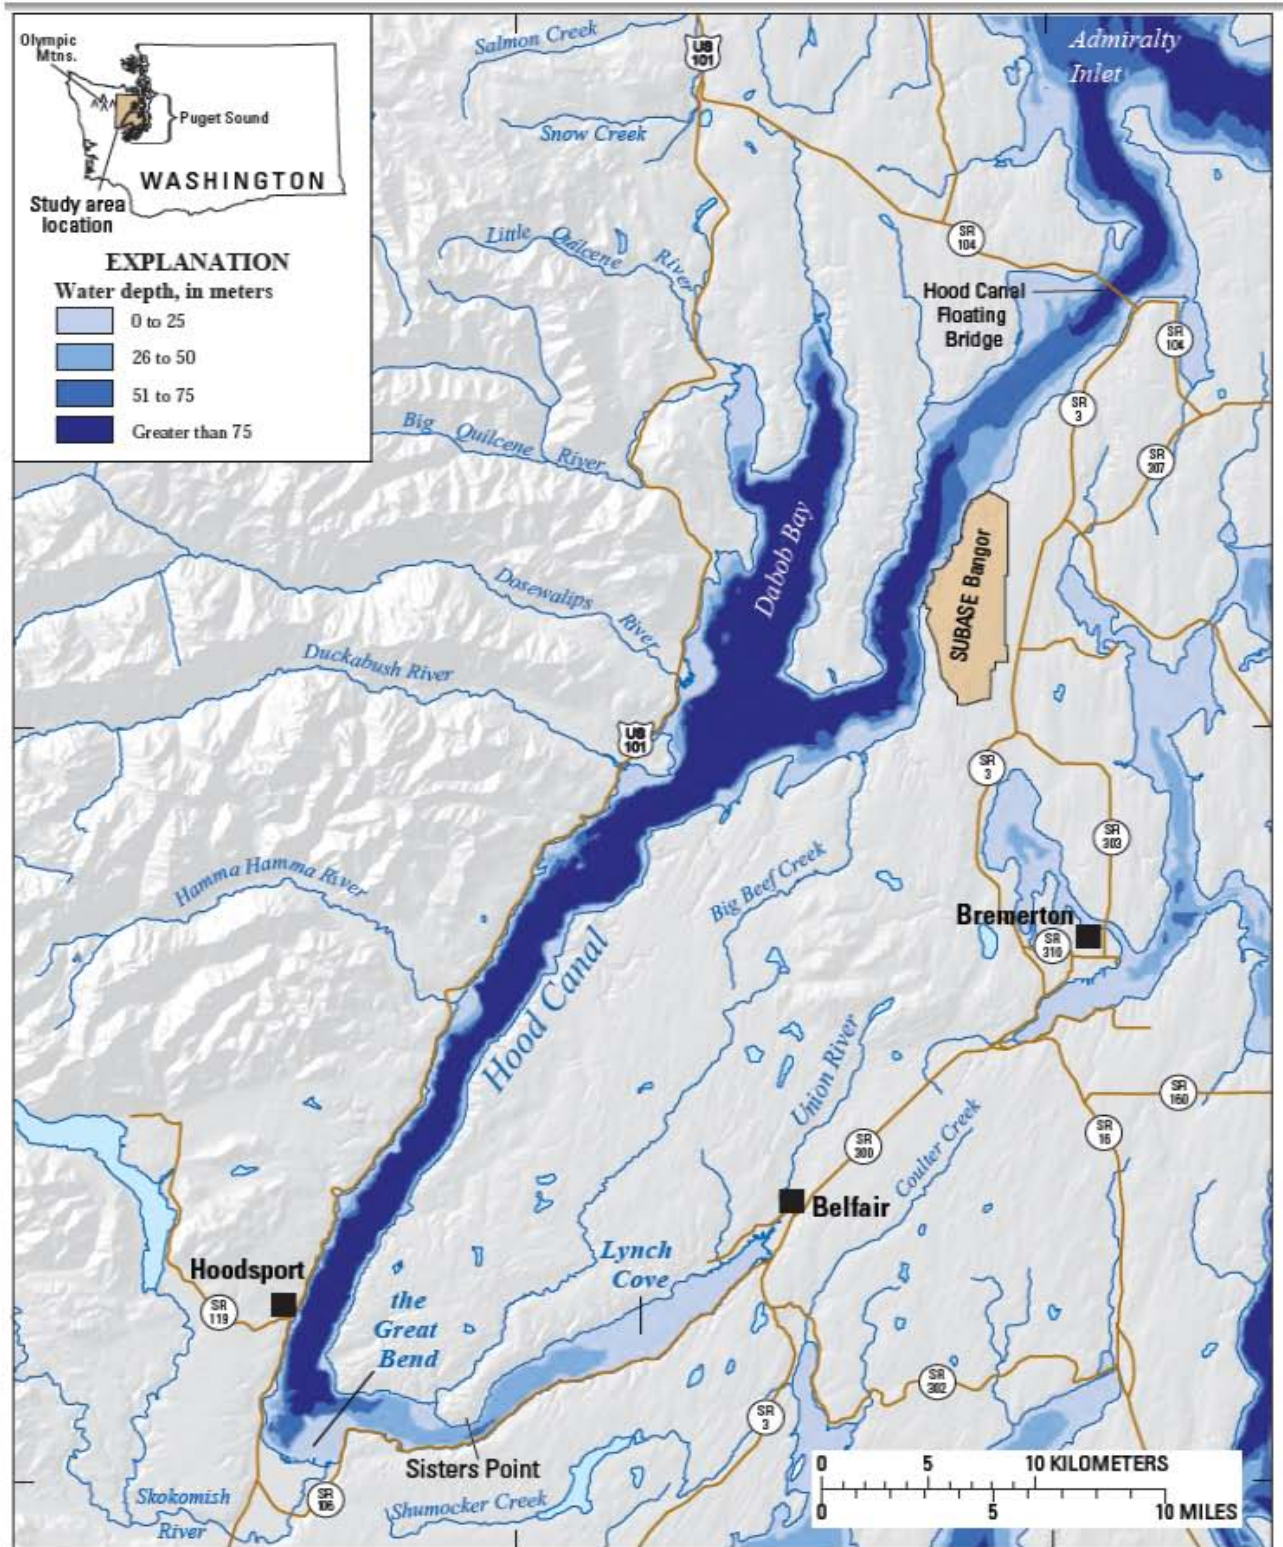 Olympic
Mtns.
Puget Sound
WASHINGTON
Study area
location
EXPLANATION
Water depth, in meters
0 to 25
26 to 50
51 to 75
Greater than 75
Salmon Creek
US
101
Admiralty
Inlet
Snow Creek
Little Quilcene River
SR
104
Hood Canal
Floating
Bridge
SR
104
SR
3
Big Quilcene River
SR
307
Dabob Bay
SUBASE Bangor
Dosewalips River
Duckabush River
US
101
SR
3
SR
303
Hamma Hamma River
Big Beef Creek
Bremerton
SR
310
Hood Canal
Union River
SR
160
SR
16
SR
300
Coulter Creek
Belfair
Lynch
Cove
Hoodsport
SR
119
the
Great
Bend
SR
302
SR
3
Sisters Point
Skokomish
River
SR
106
Shumocker Creek
0 5 10 KILOMETERS
0 5 10 MILES